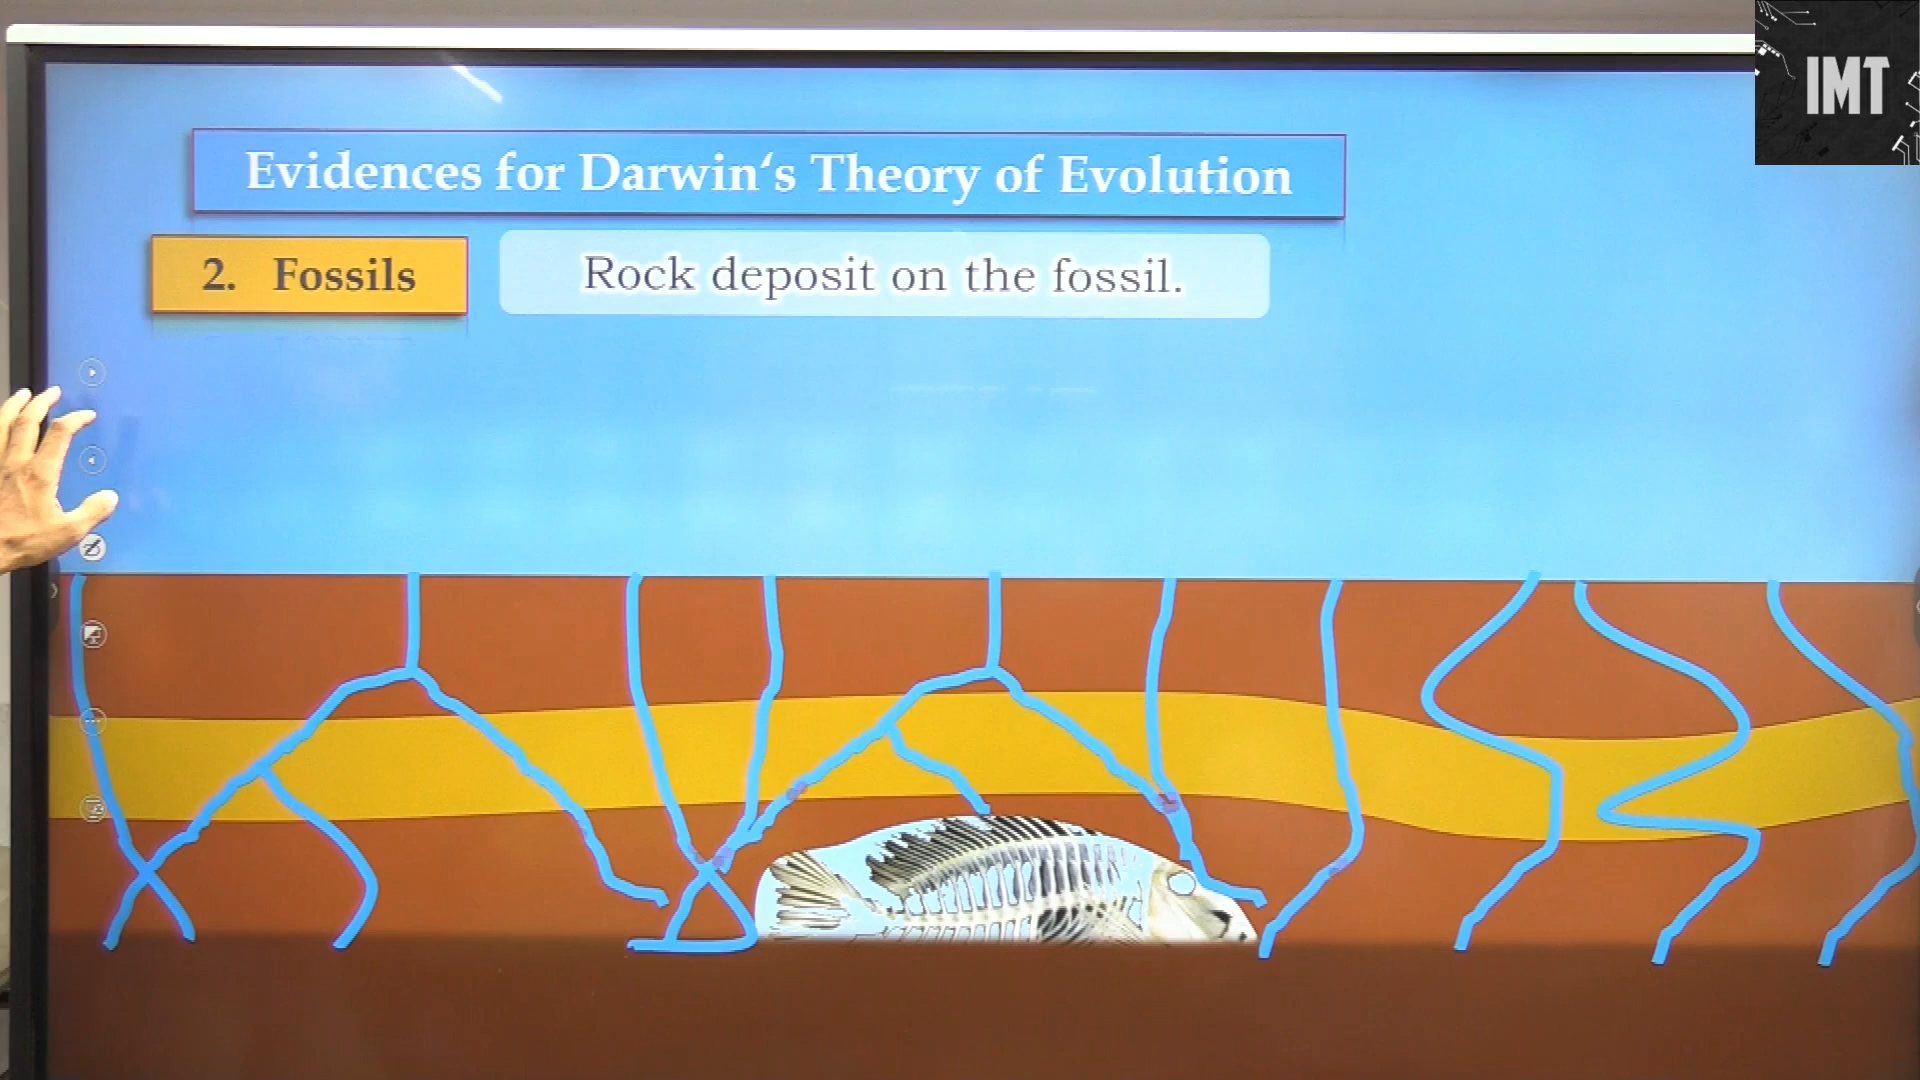 IMT
Evidences for Darwin‘s Theory of Evolution
2. Fossils
Rock deposit on the fossil.